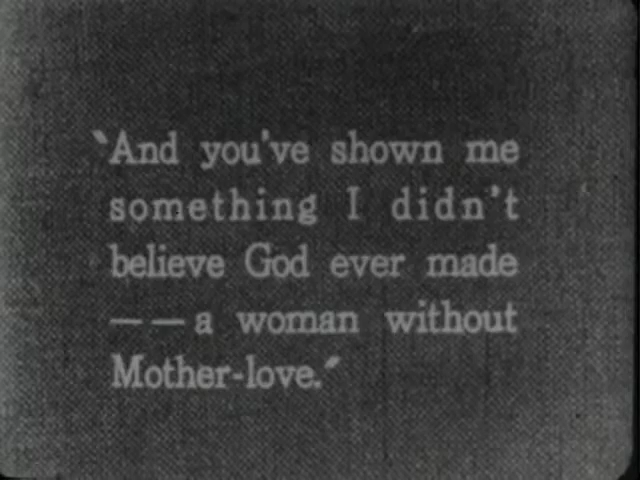 "And you've shown me
something I didn't
believe God ever made
—— a woman without
Mother-love."